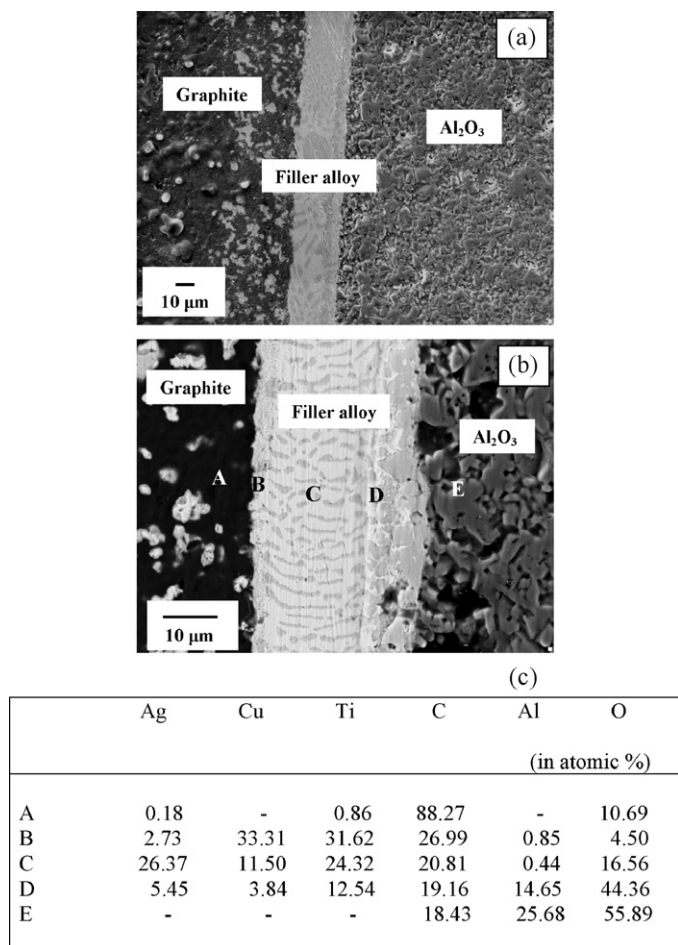 (a)
Graphite
Al₂O₃
Filler alloy
10 μm
(b)
Graphite
Filler alloy
Al₂O₃
A B C D E
10 μm
(c)
Ag Cu Ti C Al O
(in atomic %)
A 0.18 - 0.86 88.27 - 10.69
B 2.73 33.31 31.62 26.99 0.85 4.50
C 26.37 11.50 24.32 20.81 0.44 16.56
D 5.45 3.84 12.54 19.16 14.65 44.36
E - - - 18.43 25.68 55.89